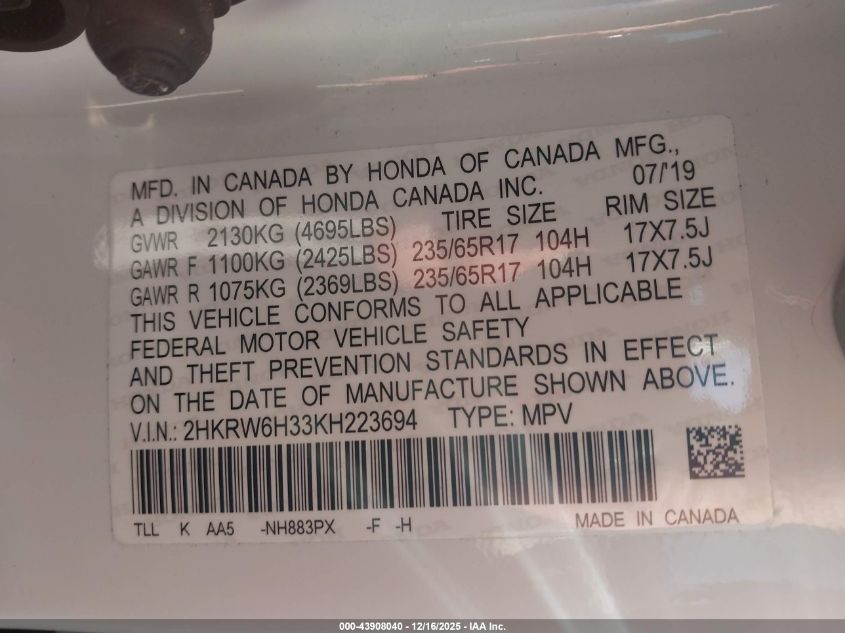 MFD. IN CANADA BY HONDA OF CANADA MFG.,
A DIVISION OF HONDA CANADA INC. 07/'19
GVWR 2130KG (4695LBS) TIRE SIZE RIM SIZE
GAWR F 1100KG (2425LBS) 235/65R17 104H 17X7.5J
GAWR R 1075KG (2369LBS) 235/65R17 104H 17X7.5J
THIS VEHICLE CONFORMS TO ALL APPLICABLE
FEDERAL MOTOR VEHICLE SAFETY
AND THEFT PREVENTION STANDARDS IN EFFECT
ON THE DATE OF MANUFACTURE SHOWN ABOVE.
V.I.N.: 2HKRW6H33KH223694 TYPE: MPV
TLL K AA5 -NH883PX -F -H MADE IN CANADA
000-43908040 - 12/16/2025 - IAA Inc.